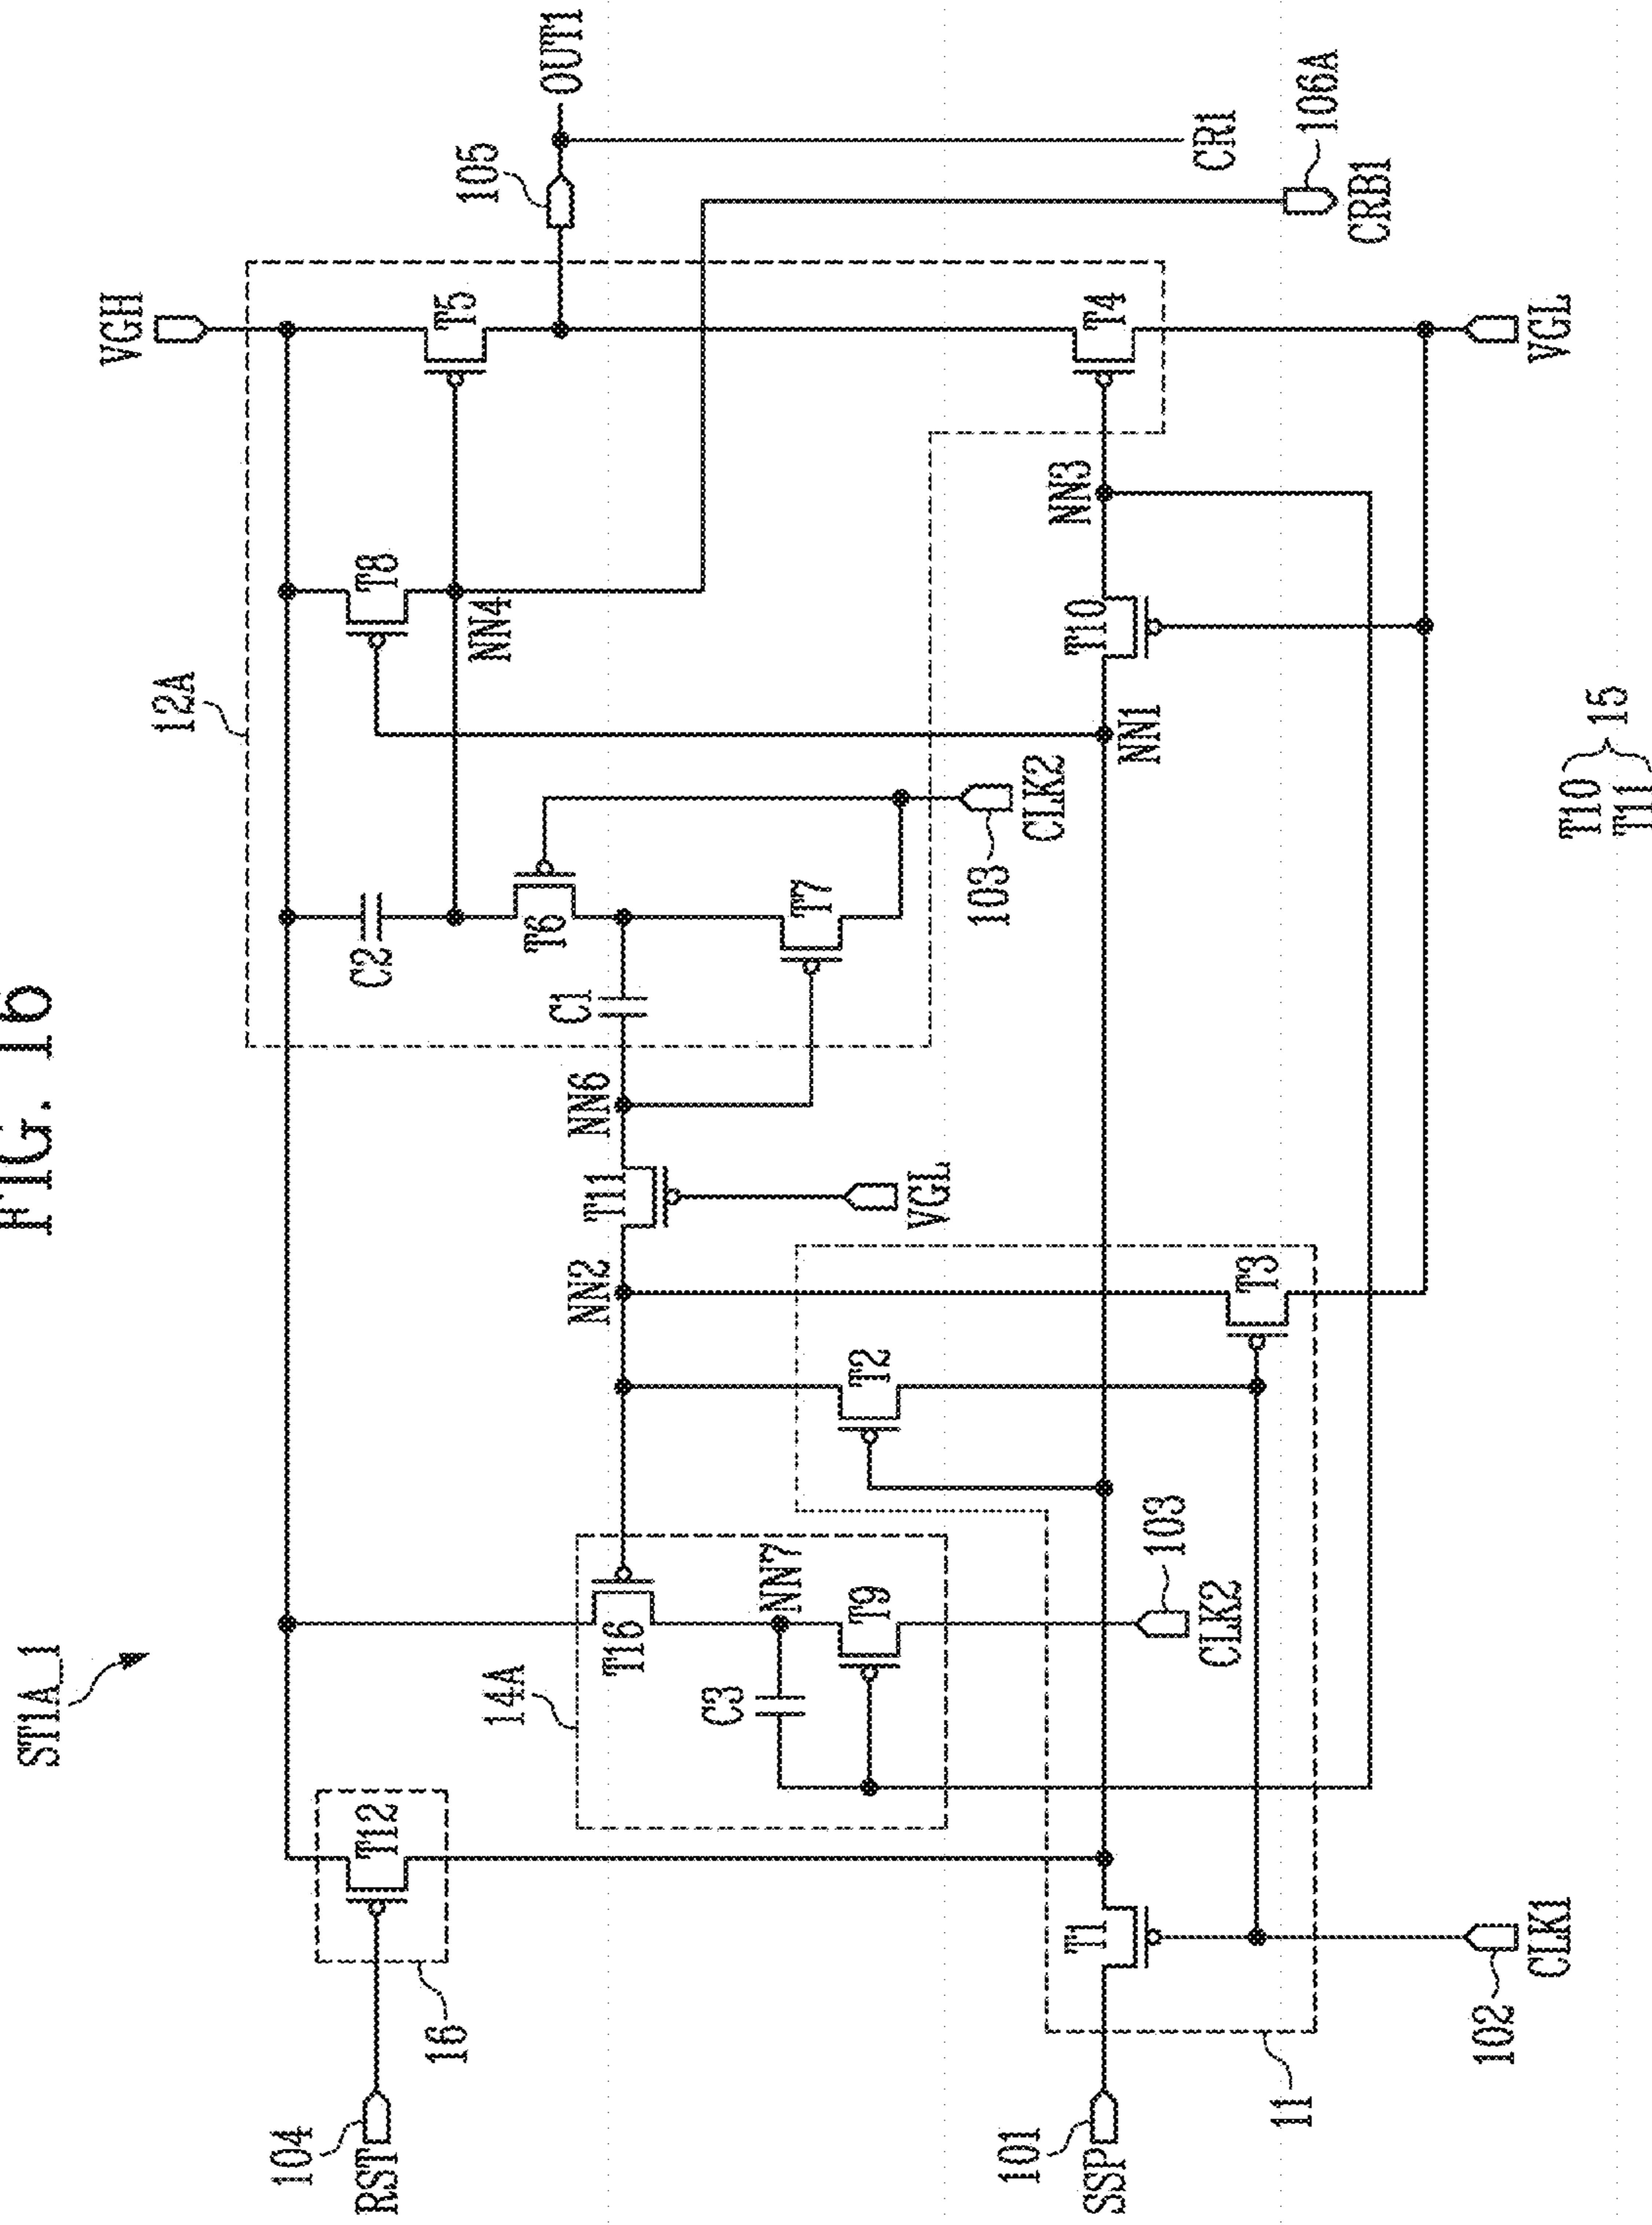 FIG. 16
ST1A_1
VGH
12A
T5
105
OUT1
T8
NN4
C2
T6
C1
T7
CLK2
103
NN6
T11
VGL
NN2
NN3
T10
NN1
T4
CR1
106A
CRB1
VGL
T2
T3
14A
T16
NN7
C3
T9
CLK2
103
T12
16
104
RST
T1
101
SSP
11
102
CLK1
T10
T11
15